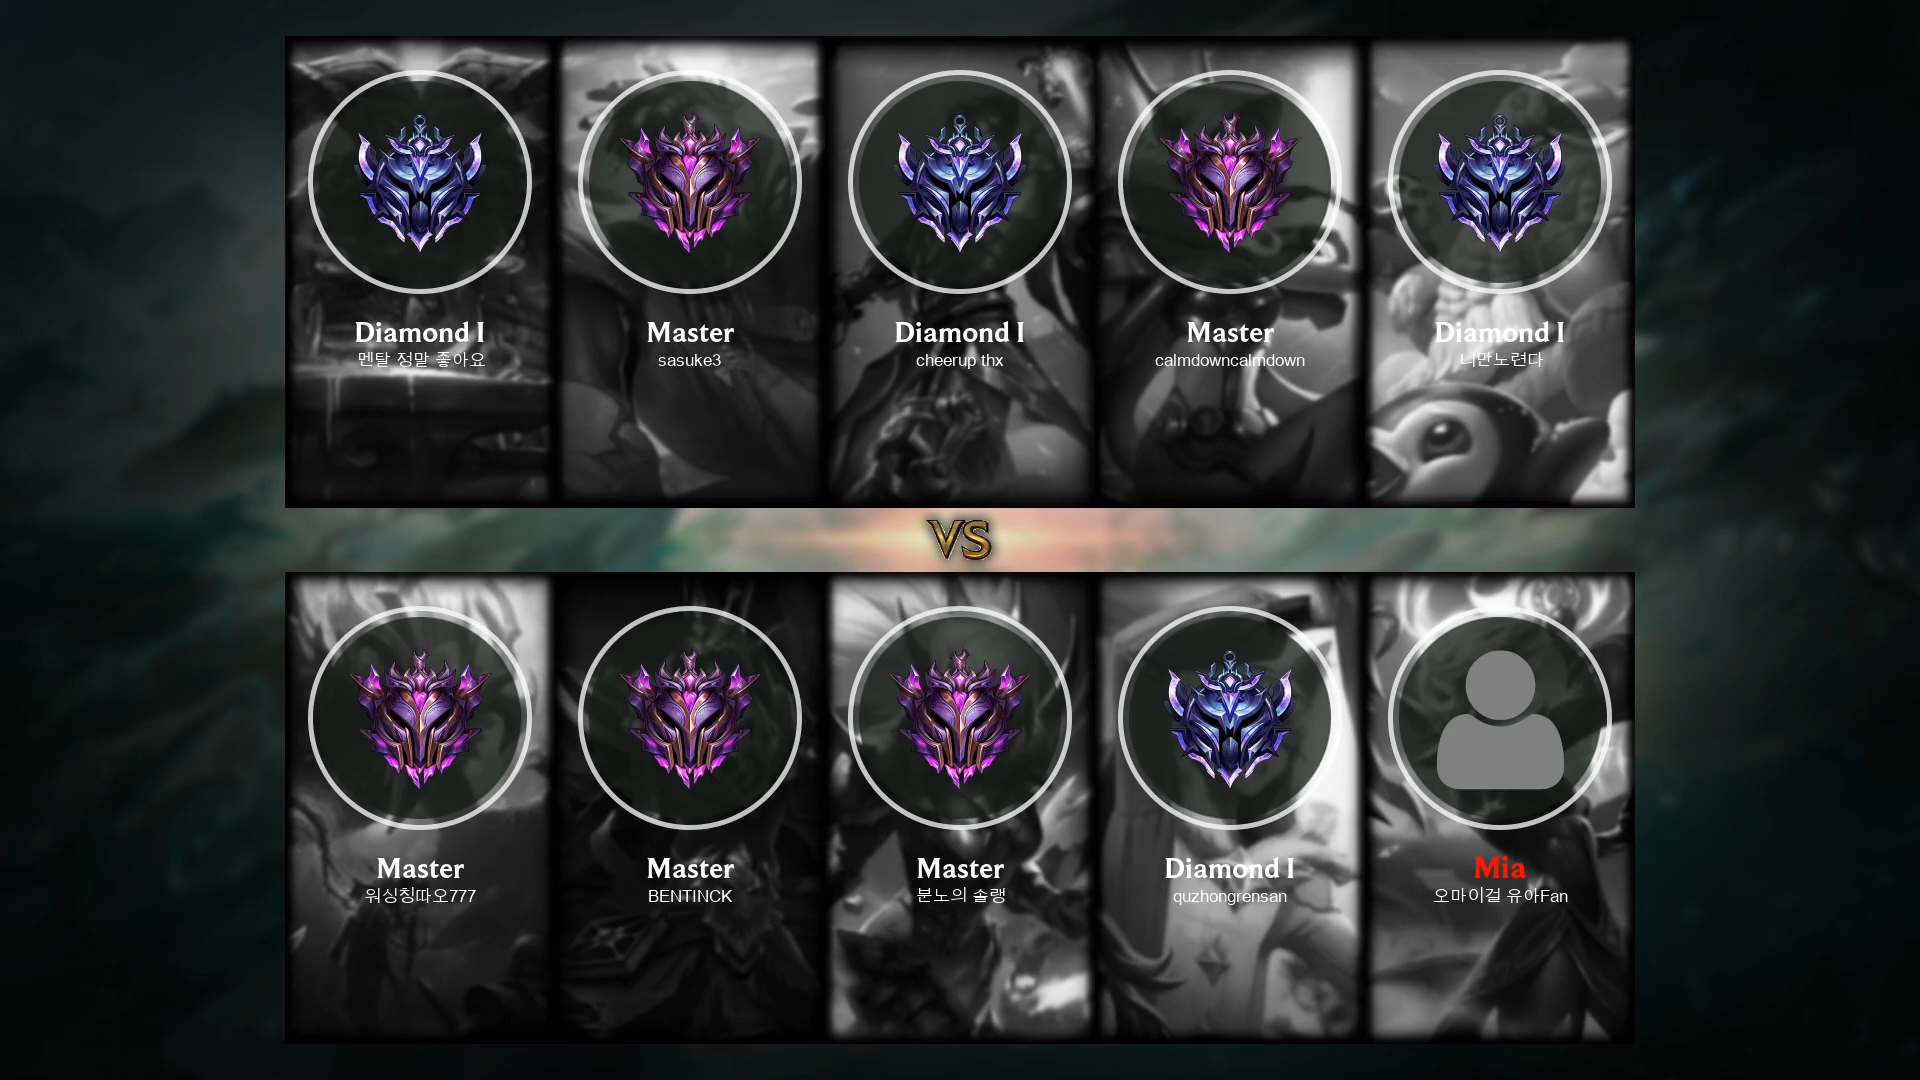 Diamond I
멘탈 정말 좋아요
Master
sasuke3
Diamond I
cheerup thx
Master
calmdowncalmdown
Diamond I
니만노련다
VS
Master
워싱칭따오777
Master
BENTINCK
Master
분노의 솔랭
Diamond I
quzhongrensan
Mia
오마이걸 유아Fan